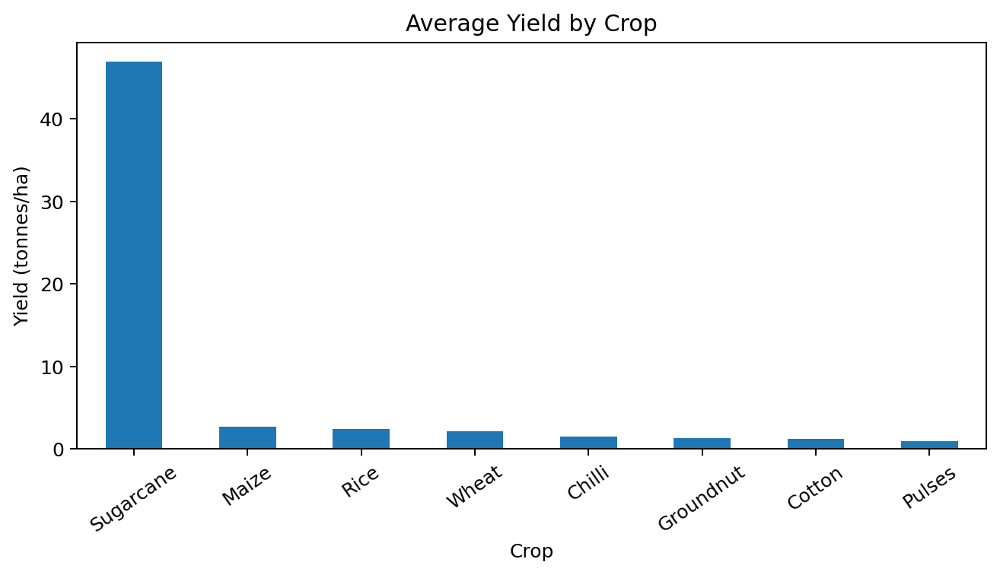 Average Yield by Crop
Yield (tonnes/ha)
40
30
20
10
0
Sugarcane
Maize
Rice
Wheat
Chilli
Groundnut
Cotton
Pulses
Crop